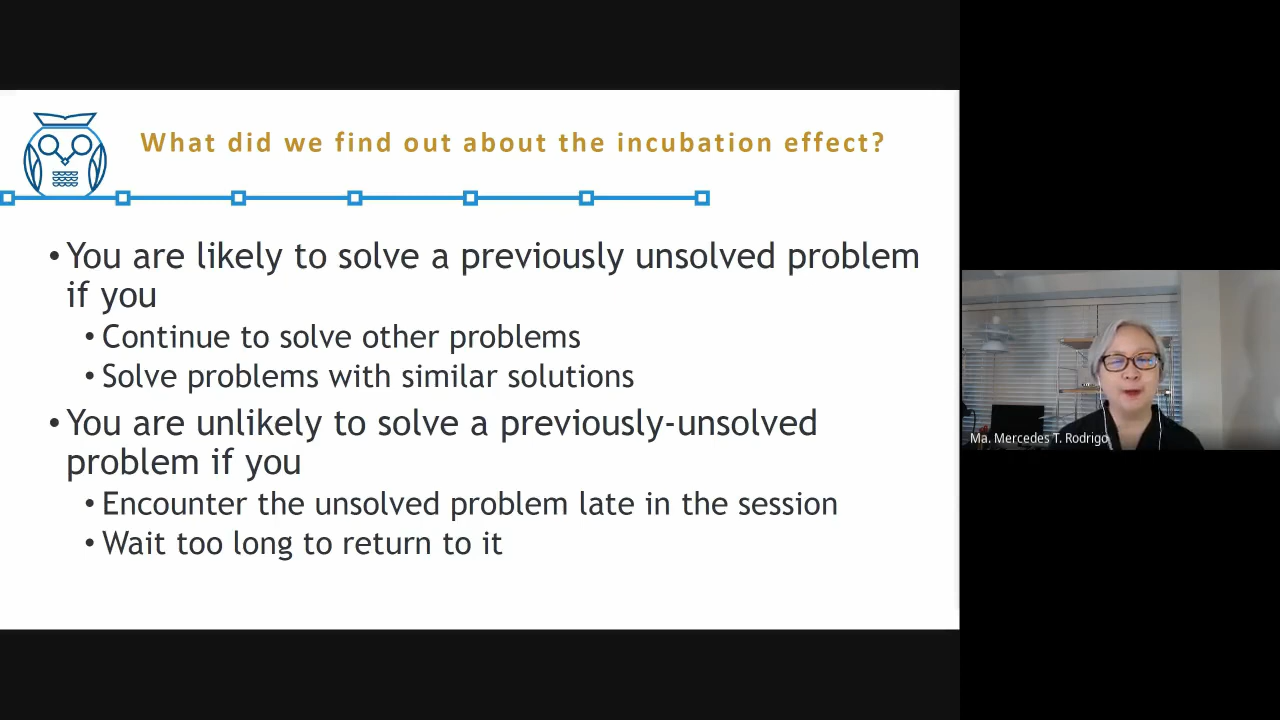 What did we find out about the incubation effect?
•You are likely to solve a previously unsolved problem
if you
•Continue to solve other problems
•Solve problems with similar solutions
•You are unlikely to solve a previously-unsolved
problem if you
•Encounter the unsolved problem late in the session
•Wait too long to return to it
Ma. Mercedes T. Rodrigo